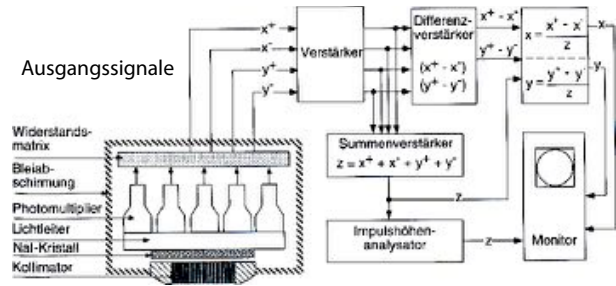 Ausgangssignale
x⁺
x⁻
y⁺
y⁻
Verstärker
Differenz-
verstärker
(x⁺ - x⁻)
(y⁺ - y⁻)
x⁺ - x⁻
y⁺ - y⁻
x = x⁺ - x⁻ / z
y = y⁺ - y⁻ / z
x
y
Summenverstärker
z = x⁺ + x⁻ + y⁺ + y⁻
z
Impulshöhen-
analysator
z
Monitor
Widerstands-
matrix
Bleiab-
schirmung
Photomultiplier
Lichtleiter
NaI-Kristall
Kollimator